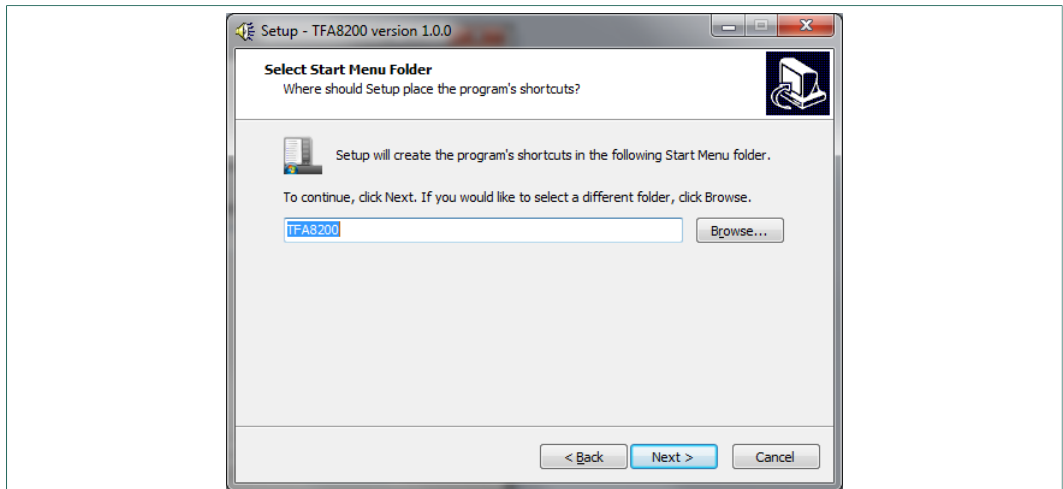 Setup - TFA8200 version 1.0.0
Select Start Menu Folder
Where should Setup place the program's shortcuts?
Setup will create the program's shortcuts in the following Start Menu folder.
To continue, click Next. If you would like to select a different folder, click Browse.
TFA8200
Browse...
< Back
Next >
Cancel